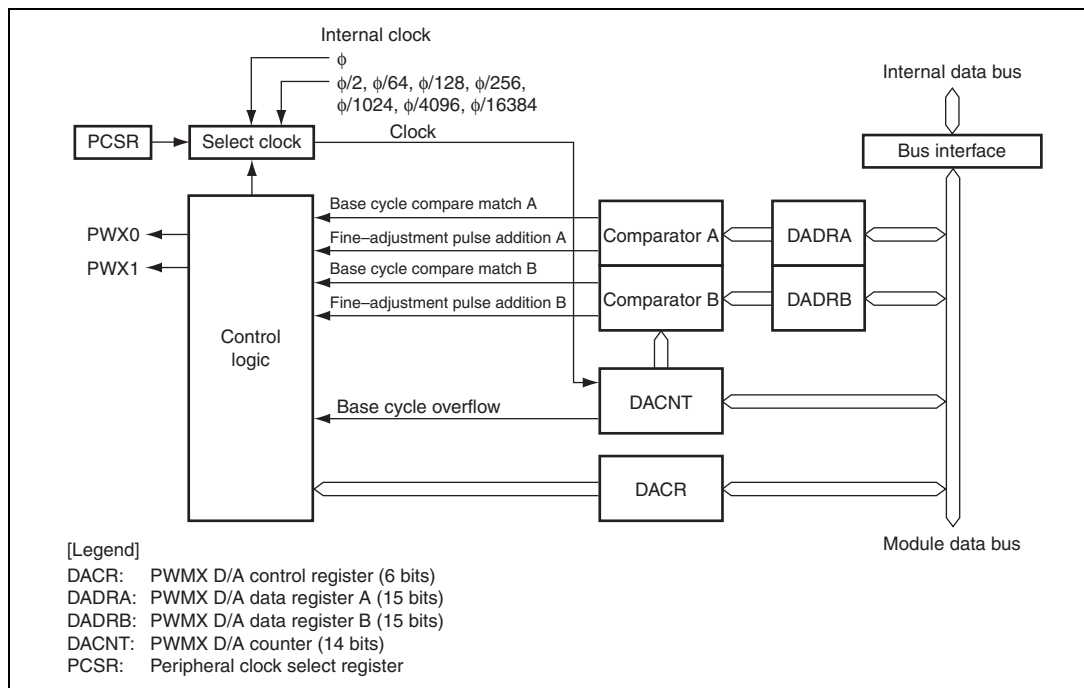 Internal clock
ϕ
ϕ/2, ϕ/64, ϕ/128, ϕ/256,
ϕ/1024, ϕ/4096, ϕ/16384
Internal data bus
PCSR
Select clock
Clock
Bus interface
Base cycle compare match A
Fine–adjustment pulse addition A
Base cycle compare match B
Fine–adjustment pulse addition B
PWX0
PWX1
Comparator A
DADRA
Comparator B
DADRB
Control
logic
DACNT
Base cycle overflow
DACR
Module data bus
[Legend]
DACR: PWMX D/A control register (6 bits)
DADRA: PWMX D/A data register A (15 bits)
DADRB: PWMX D/A data register B (15 bits)
DACNT: PWMX D/A counter (14 bits)
PCSR: Peripheral clock select register